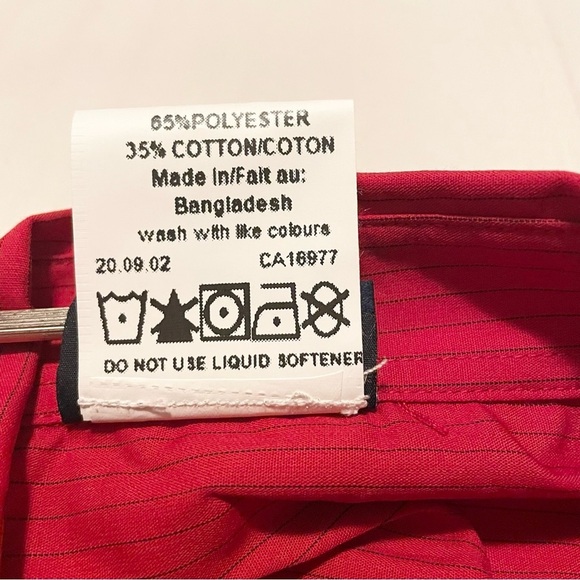 65%POLYESTER
35% COTTON/COTON
Made in/Fait au:
Bangladesh
wash with like colours
20.09.02 CA16977
DO NOT USE LIQUID SOFTENER